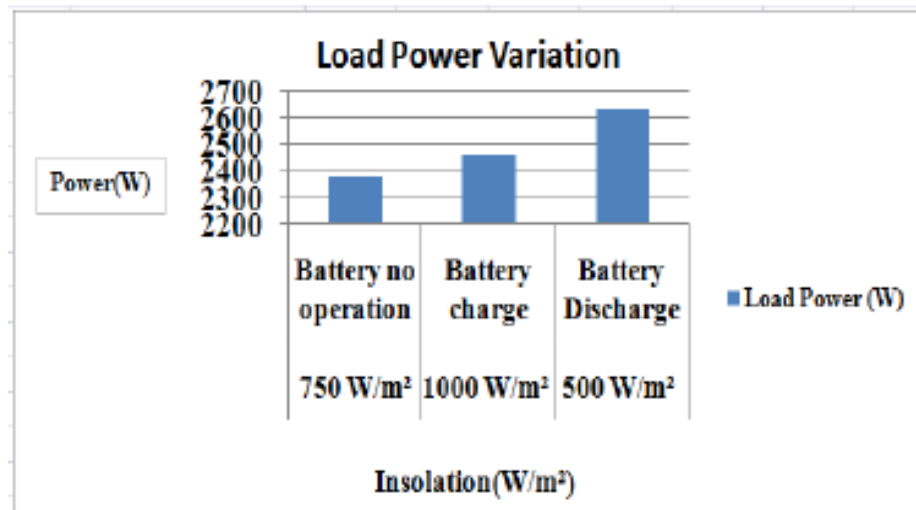 Load Power Variation
2700
2600
2500
2400
2300
2200
Power(W)
Battery no operation
Battery charge
Battery Discharge
750 W/m²
1000 W/m²
500 W/m²
Load Power (W)
Insolation(W/m²)